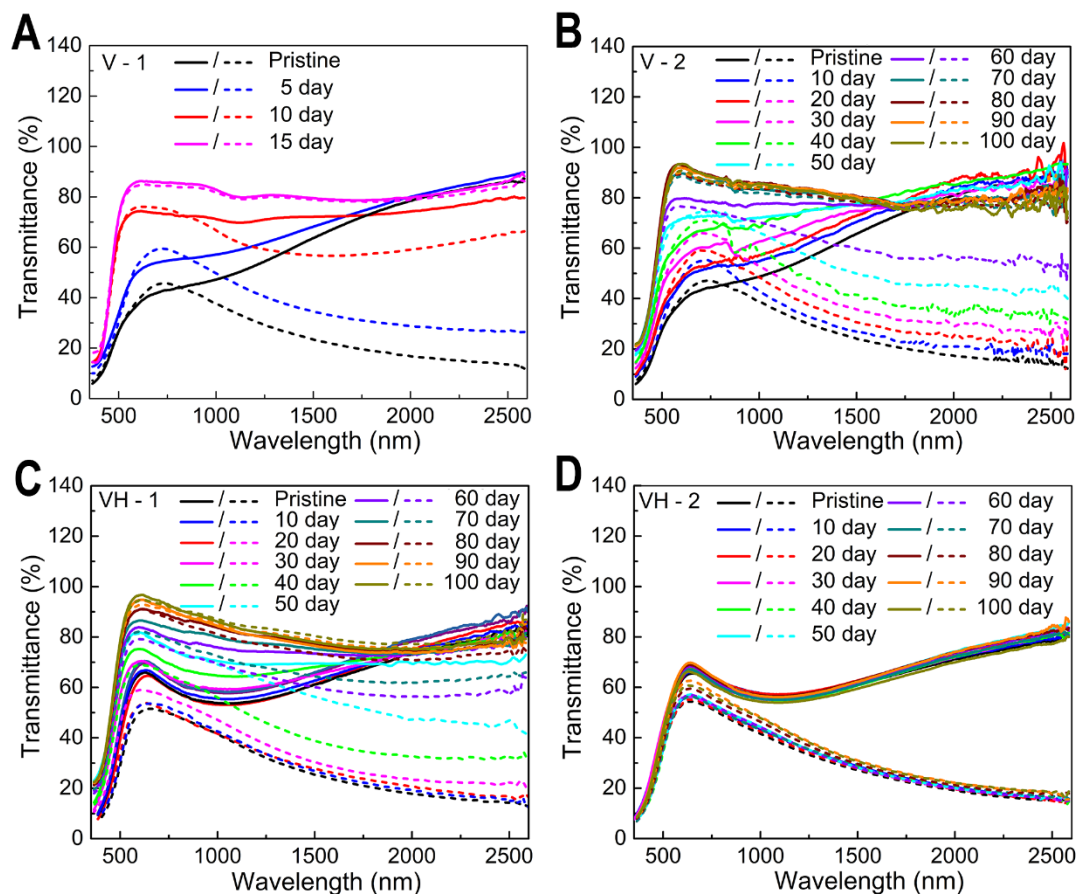 A
V - 1
/ Pristine
/ 5 day
/ 10 day
/ 15 day
Transmittance (%)
0
20
40
60
80
100
120
140
500
1000
1500
2000
2500
Wavelength (nm)
B
V - 2
/ Pristine
/ 10 day
/ 20 day
/ 30 day
/ 40 day
/ 50 day
/ 60 day
/ 70 day
/ 80 day
/ 90 day
/ 100 day
Transmittance (%)
0
20
40
60
80
100
120
140
500
1000
1500
2000
2500
Wavelength (nm)
C
VH - 1
/ Pristine
/ 10 day
/ 20 day
/ 30 day
/ 40 day
/ 50 day
/ 60 day
/ 70 day
/ 80 day
/ 90 day
/ 100 day
Transmittance (%)
0
20
40
60
80
100
120
140
500
1000
1500
2000
2500
Wavelength (nm)
D
VH - 2
/ Pristine
/ 10 day
/ 20 day
/ 30 day
/ 40 day
/ 50 day
/ 60 day
/ 70 day
/ 80 day
/ 90 day
/ 100 day
Transmittance (%)
0
20
40
60
80
100
120
140
500
1000
1500
2000
2500
Wavelength (nm)